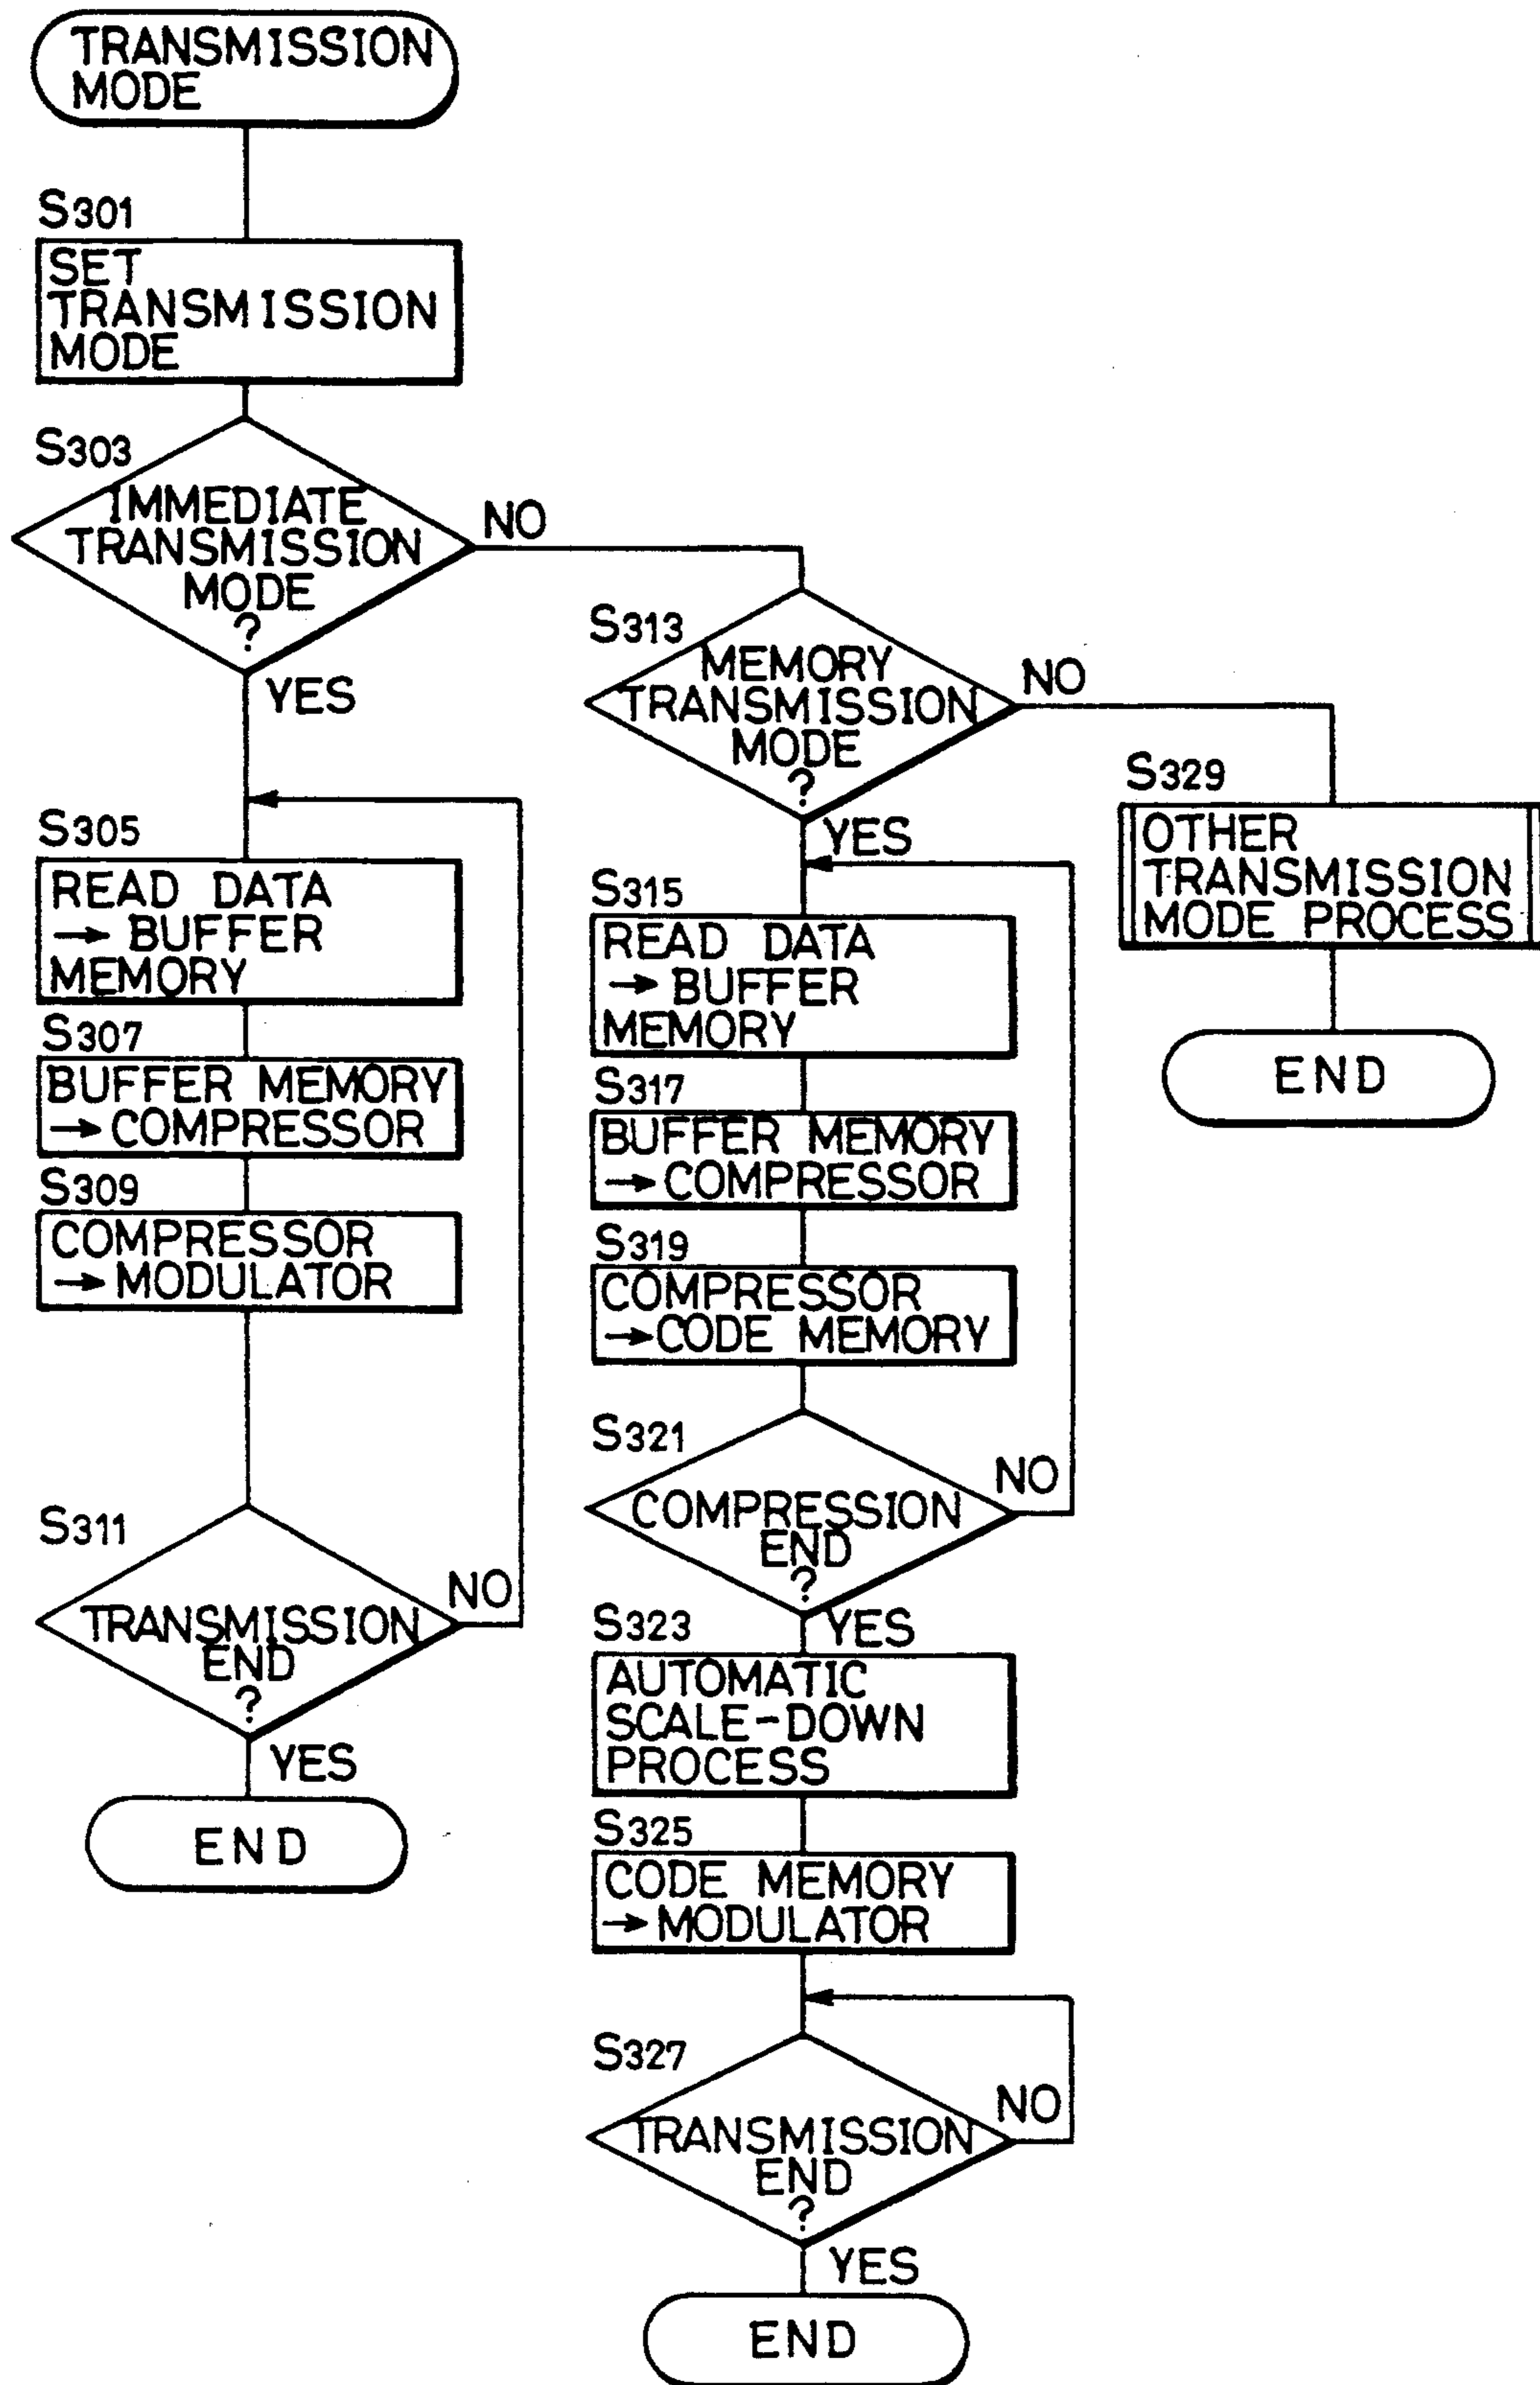 TRANSMISSION
MODE
S301
SET
TRANSMISSION
MODE
S303
IMMEDIATE
TRANSMISSION
MODE
?
NO
YES
S305
READ DATA
→ BUFFER
MEMORY
S307
BUFFER MEMORY
→ COMPRESSOR
S309
COMPRESSOR
→ MODULATOR
S311
TRANSMISSION
END
?
NO
YES
END
S313
MEMORY
TRANSMISSION
MODE
?
NO
YES
S315
READ DATA
→ BUFFER
MEMORY
S317
BUFFER MEMORY
→ COMPRESSOR
S319
COMPRESSOR
→ CODE MEMORY
S321
COMPRESSION
END
?
NO
YES
S323
AUTOMATIC
SCALE-DOWN
PROCESS
S325
CODE MEMORY
→ MODULATOR
S327
TRANSMISSION
END
?
NO
YES
END
S329
OTHER
TRANSMISSION
MODE PROCESS
END